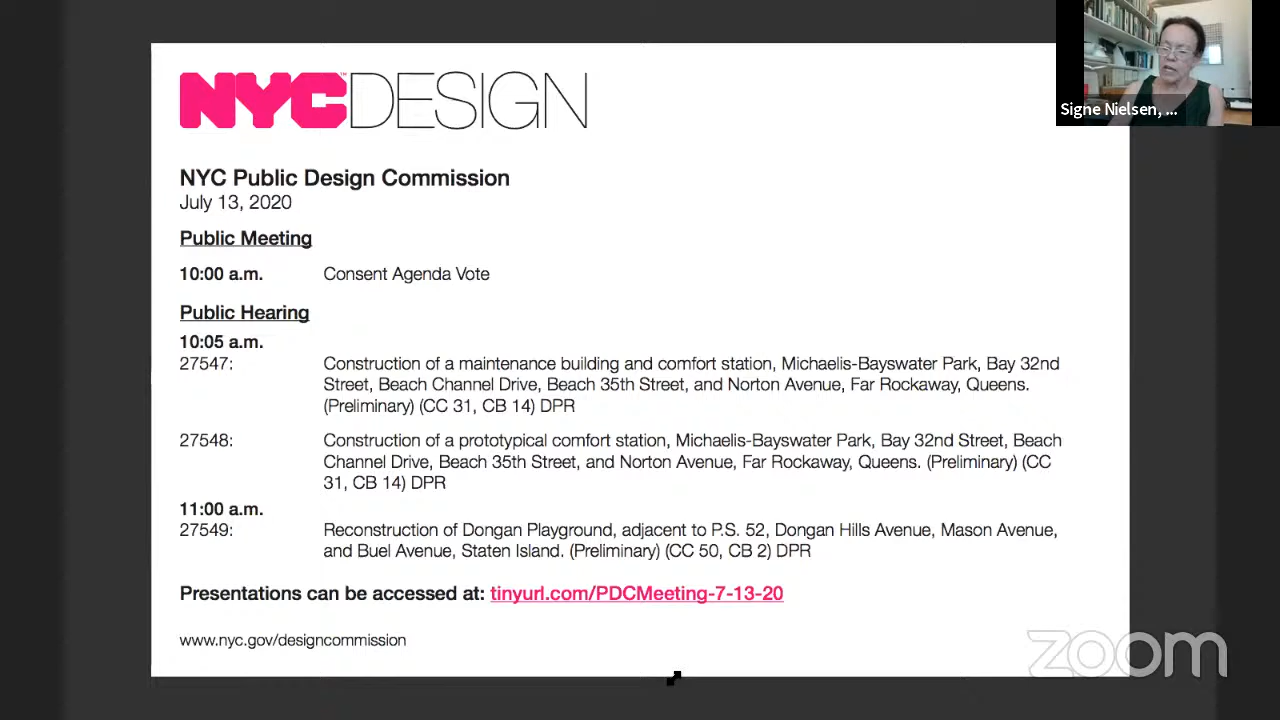 NYC™DESIGN
Signe Nielsen, ...
NYC Public Design Commission
July 13, 2020
Public Meeting
10:00 a.m. Consent Agenda Vote
Public Hearing
10:05 a.m.
27547: Construction of a maintenance building and comfort station, Michaelis-Bayswater Park, Bay 32nd
Street, Beach Channel Drive, Beach 35th Street, and Norton Avenue, Far Rockaway, Queens.
(Preliminary) (CC 31, CB 14) DPR
27548: Construction of a prototypical comfort station, Michaelis-Bayswater Park, Bay 32nd Street, Beach
Channel Drive, Beach 35th Street, and Norton Avenue, Far Rockaway, Queens. (Preliminary) (CC
31, CB 14) DPR
11:00 a.m.
27549: Reconstruction of Dongan Playground, adjacent to P.S. 52, Dongan Hills Avenue, Mason Avenue,
and Buel Avenue, Staten Island. (Preliminary) (CC 50, CB 2) DPR
Presentations can be accessed at: tinyurl.com/PDCMeeting-7-13-20
www.nyc.gov/designcommission
zoom